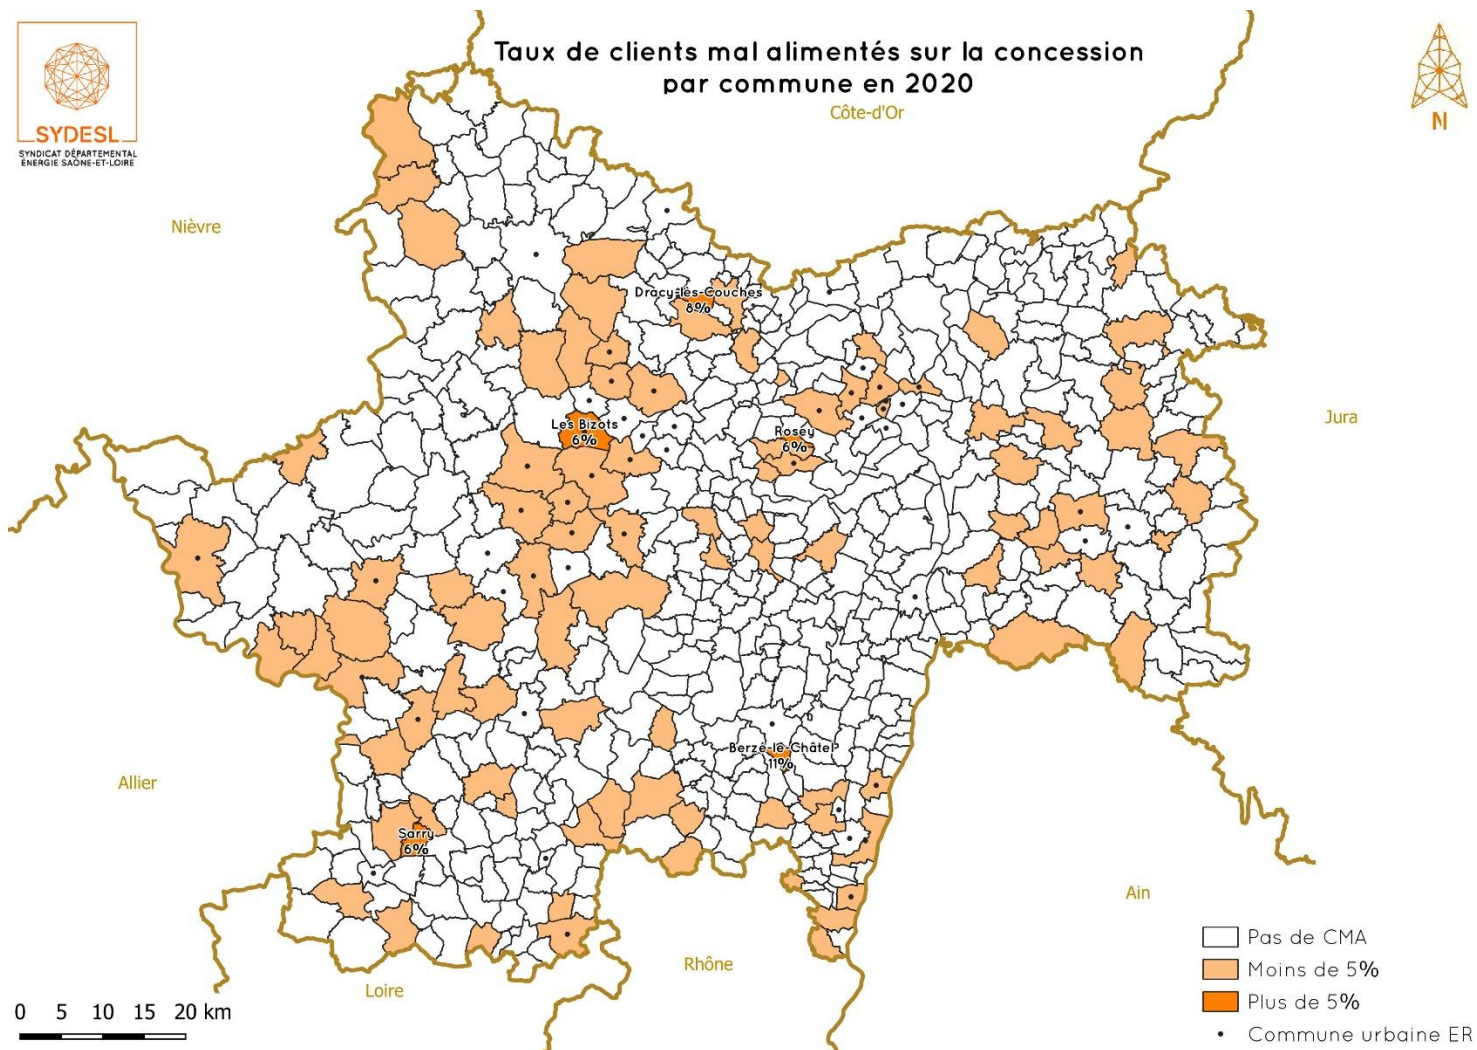 Taux de clients mal alimentés sur la concession
par commune en 2020
SYDESL
SYNDICAT DÉPARTEMENTAL
ÉNERGIE SAÔNE-ET-LOIRE
N
Côte-d'Or
Nièvre
Dracy-lès-Couches
8%
Jura
Les Bizots
6%
Rosey
6%
Berzé-le-Châtel
11%
Allier
Sarry
6%
Ain
Rhône
Loire
Pas de CMA
Moins de 5%
Plus de 5%
Commune urbaine ER
0 5 10 15 20 km